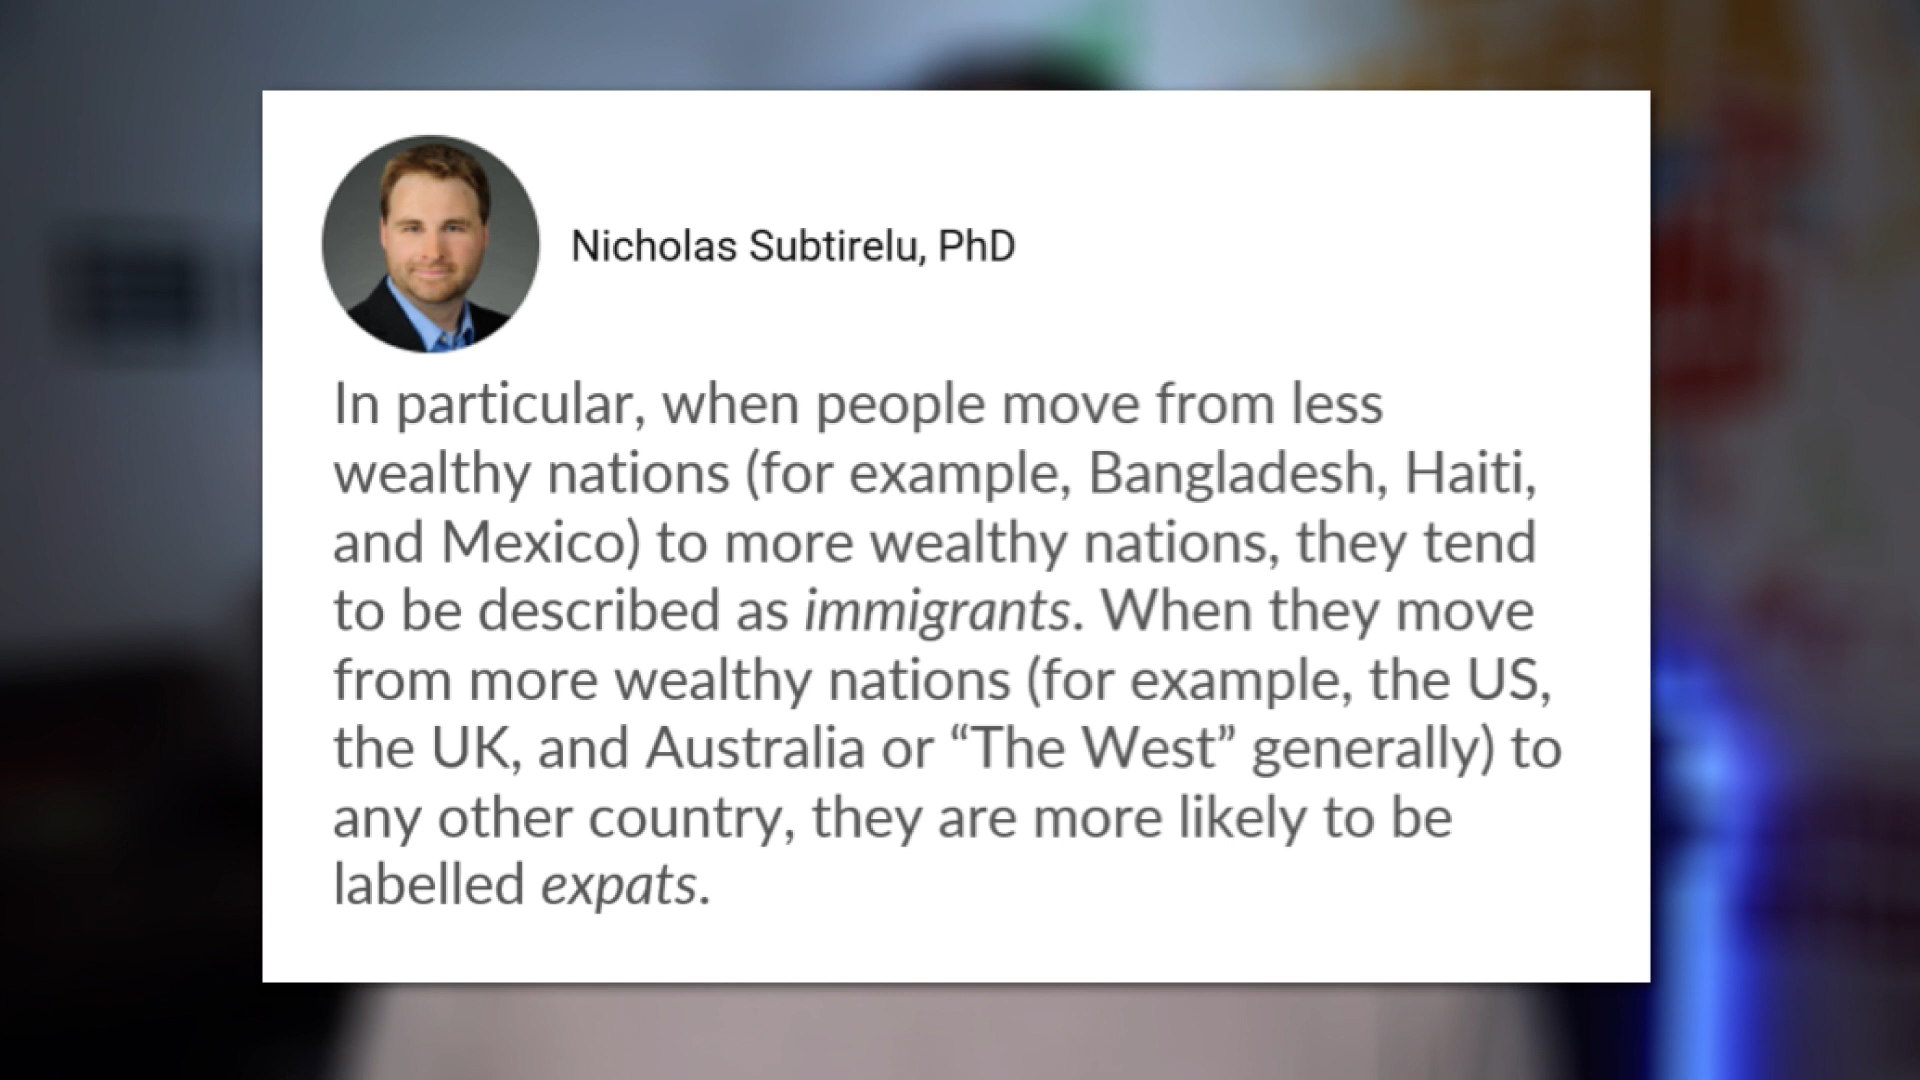 Nicholas Subtirelu, PhD
In particular, when people move from less
wealthy nations (for example, Bangladesh, Haiti,
and Mexico) to more wealthy nations, they tend
to be described as immigrants. When they move
from more wealthy nations (for example, the US,
the UK, and Australia or “The West” generally) to
any other country, they are more likely to be
labelled expats.